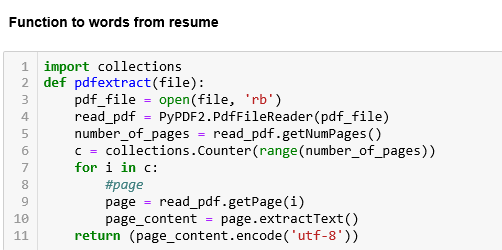 Function to words from resume
1 import collections
2 def pdfextract(file):
3     pdf_file = open(file, 'rb')
4     read_pdf = PyPDF2.PdfFileReader(pdf_file)
5     number_of_pages = read_pdf.getNumPages()
6     c = collections.Counter(range(number_of_pages))
7     for i in c:
8         #page
9         page = read_pdf.getPage(i)
10         page_content = page.extractText()
11     return (page_content.encode('utf-8'))